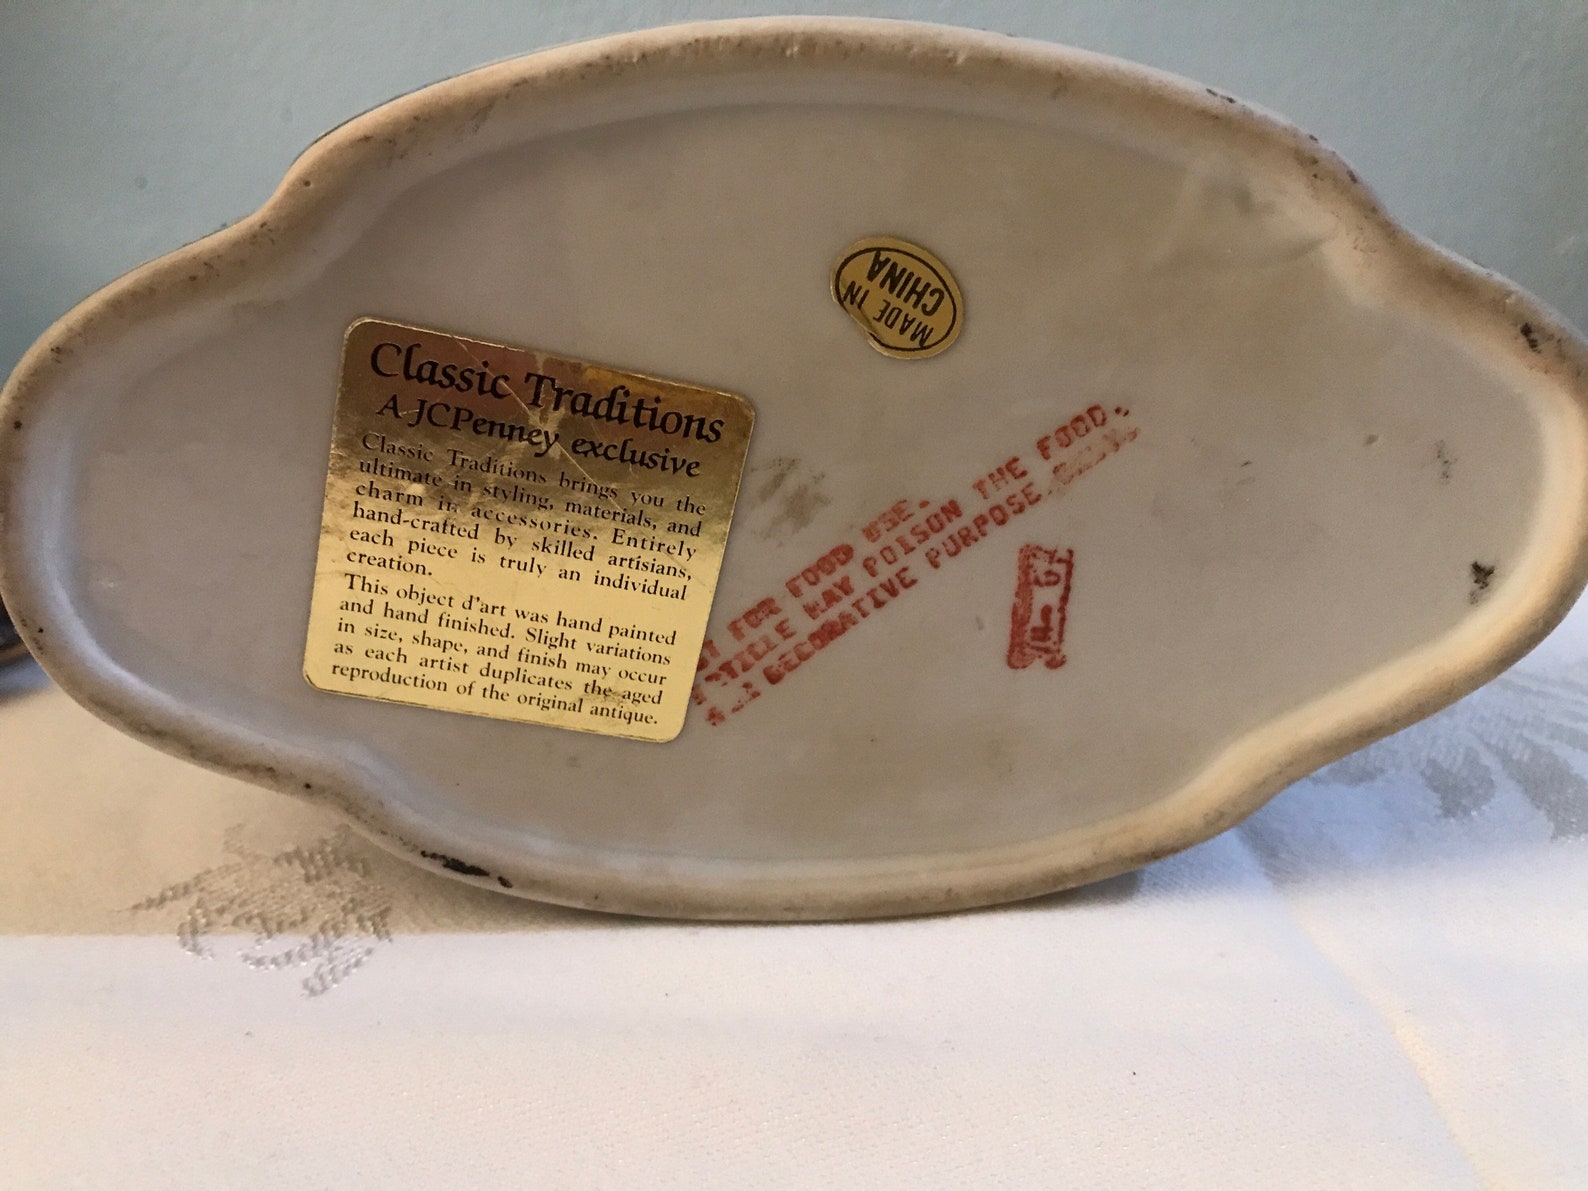 Classic Traditions
A JCPenney exclusive
Classic Traditions brings you the
ultimate in styling, materials, and
charm in accessories. Entirely
hand-crafted by skilled artisians,
each piece is truly an individual
creation.
This object d'art was hand painted
and hand finished. Slight variations
in size, shape, and finish may occur
as each artist duplicates the aged
reproduction of the original antique.
MADE IN
CHINA
FOR FOOD USE.
MAY POISON THE FOOD.
DECORATIVE PURPOSE